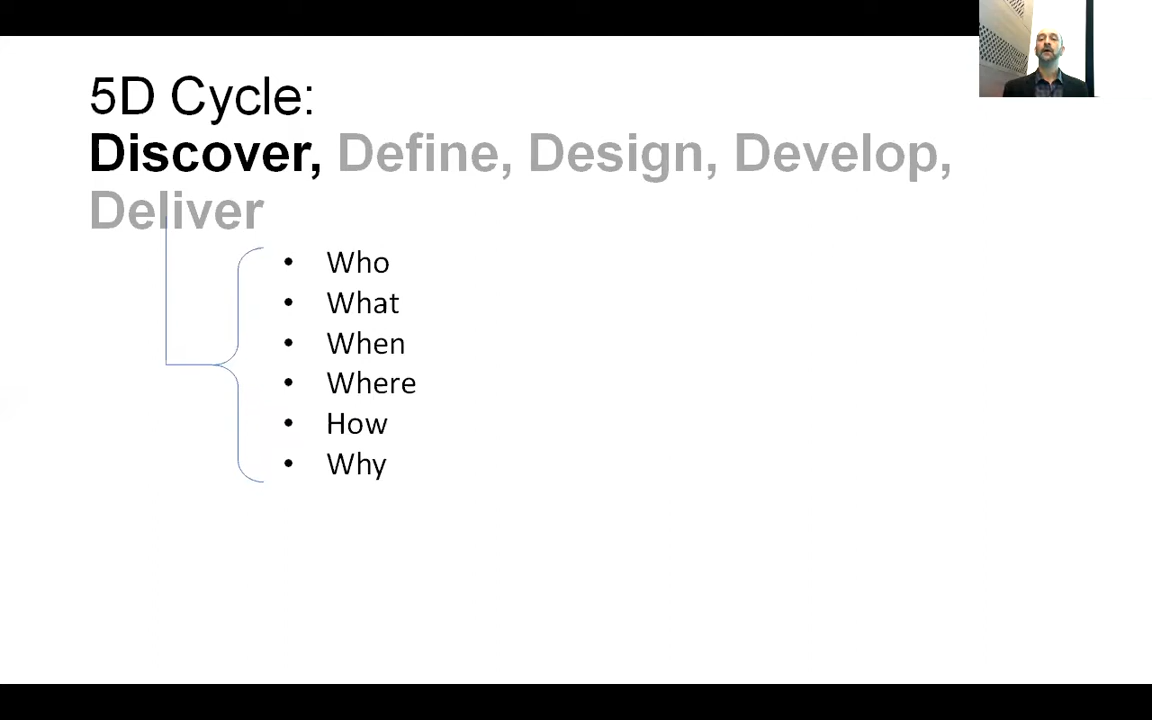 5D Cycle:
Discover, Define, Design, Develop,
Deliver
• Who
• What
• When
• Where
• How
• Why